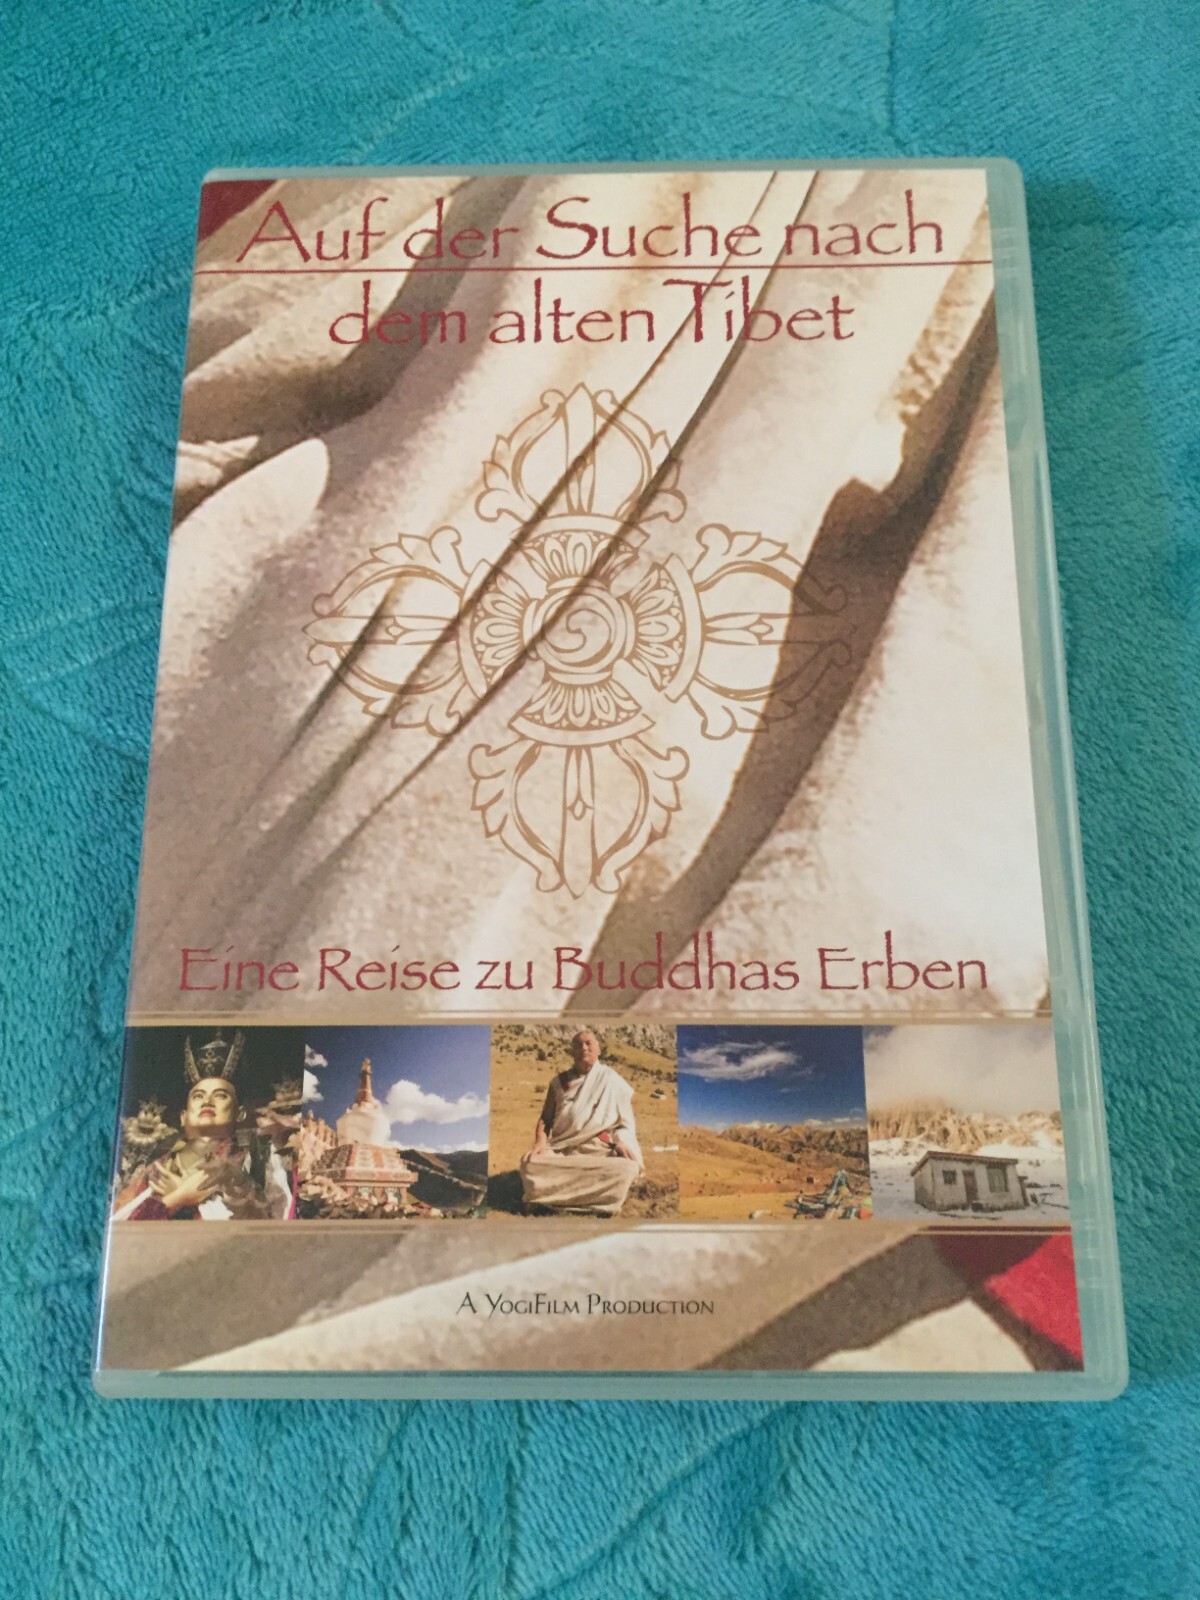 Auf der Suche nach
dem alten Tibet
Eine Reise zu Buddhas Erben
A YogiFilm Production